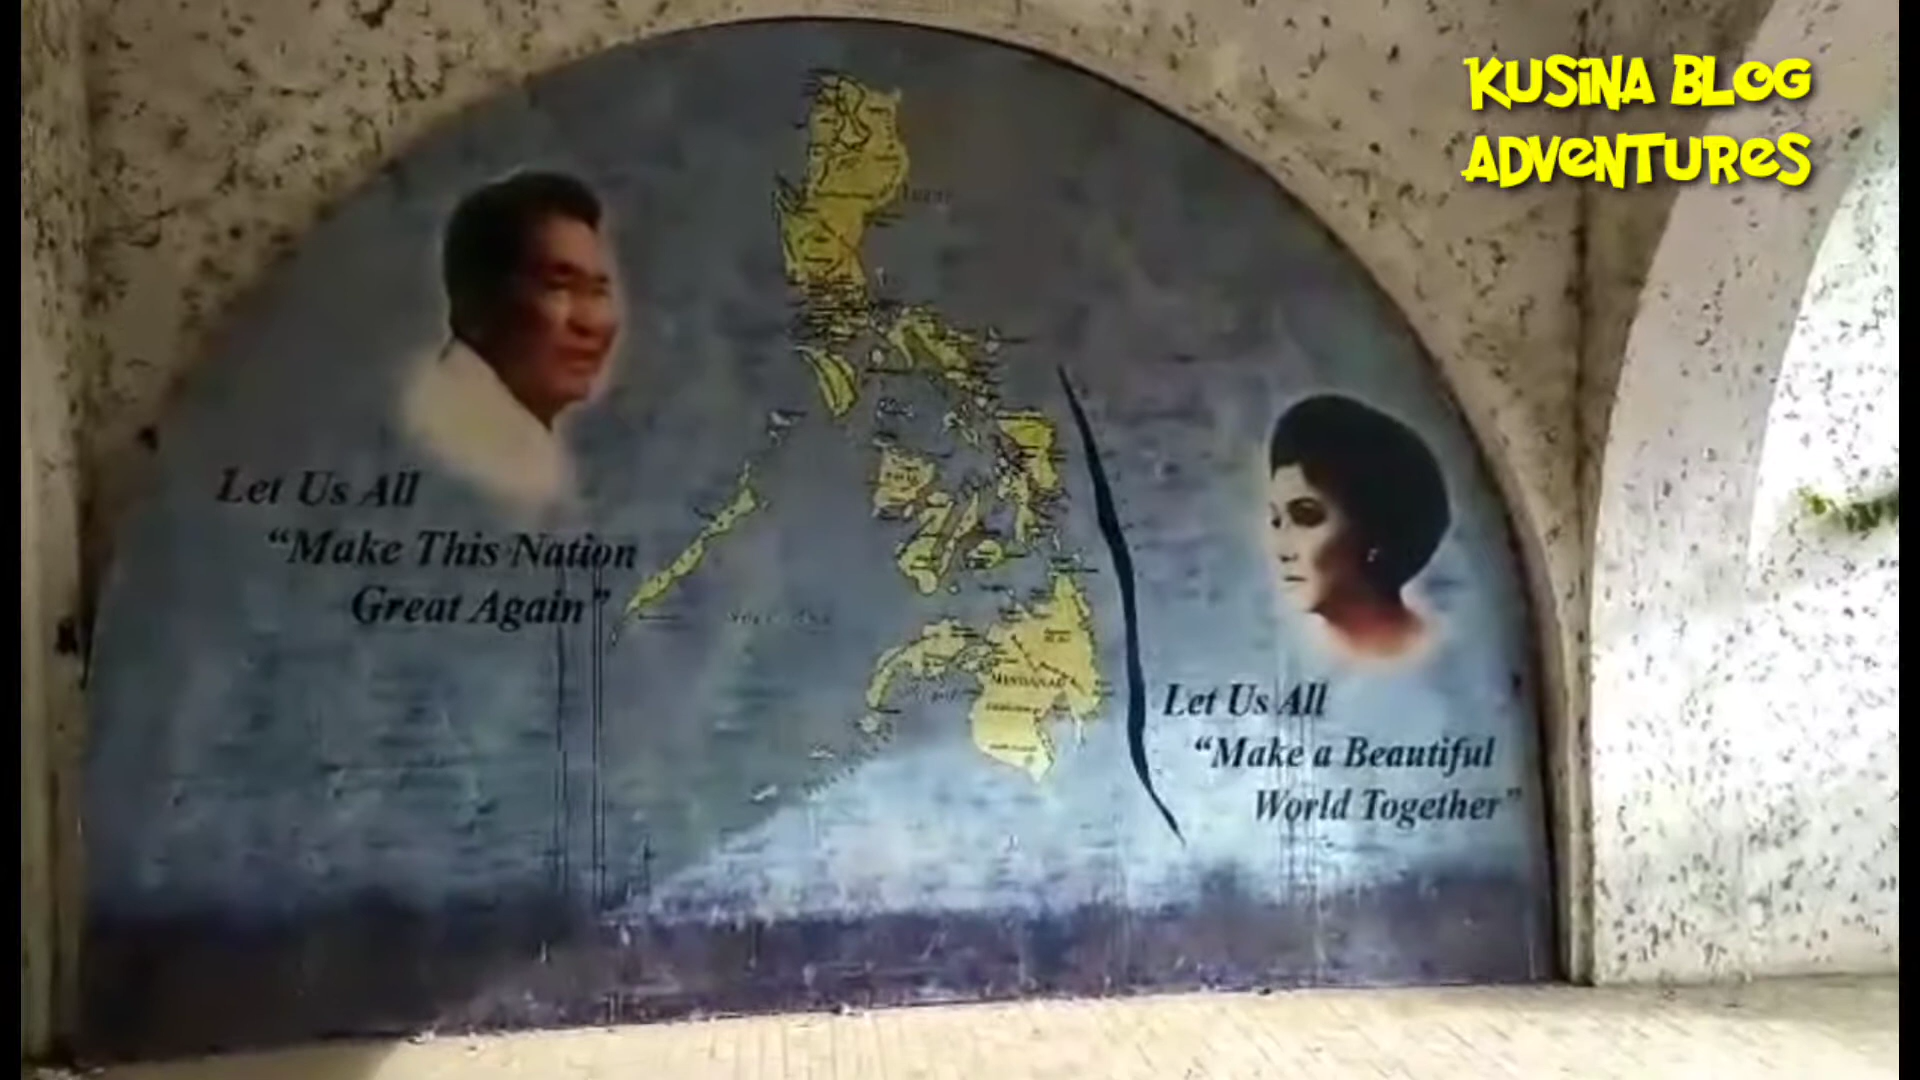 KUSiNA BLOG
ADVeNTUReS
Let Us All
“Make This Nation
Great Again”
Let Us All
“Make a Beautiful
World Together”
MINDANAO